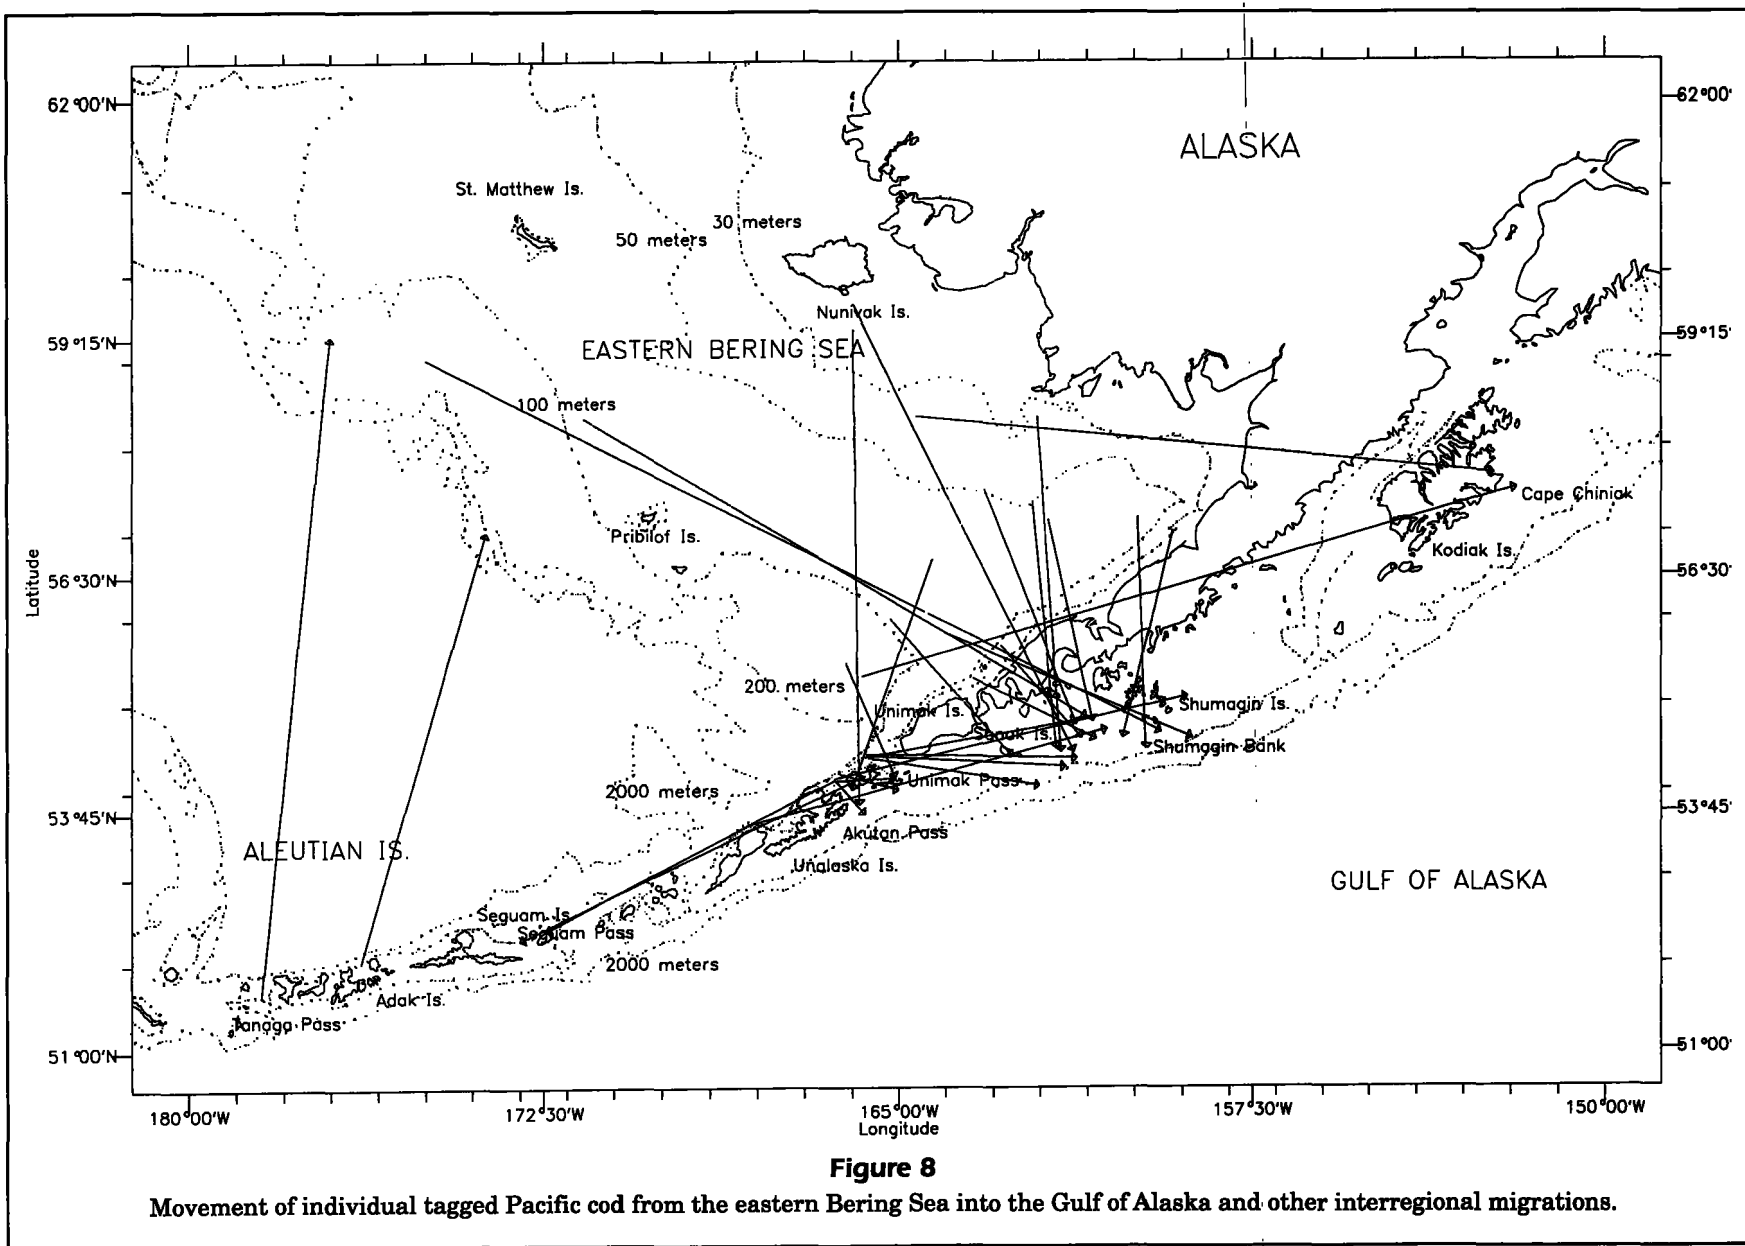 62°00'N
62°00'
ALASKA
St. Matthew Is.
30 meters
50 meters
Nunivak Is.
59°15'N
59°15'
EASTERN BERING SEA
100 meters
Cape Chiniak
Pribilof Is.
Kodiak Is.
56°30'N
56°30'
Latitude
200 meters
Unimak Is.
Shumagin Is.
Sanak Is.
Shumagin Bank
Unimak Pass
2000 meters
53°45'N
53°45'
Akutan Pass
ALEUTIAN IS.
Unalaska Is.
GULF OF ALASKA
Seguam Is.
Seguam Pass
2000 meters
Adak Is.
Tanaga Pass
51°00'N
51°00'
180°00'W
172°30'W
165°00'W
157°30'W
150°00'W
Longitude
Figure 8
Movement of individual tagged Pacific cod from the eastern Bering Sea into the Gulf of Alaska and other interregional migrations.